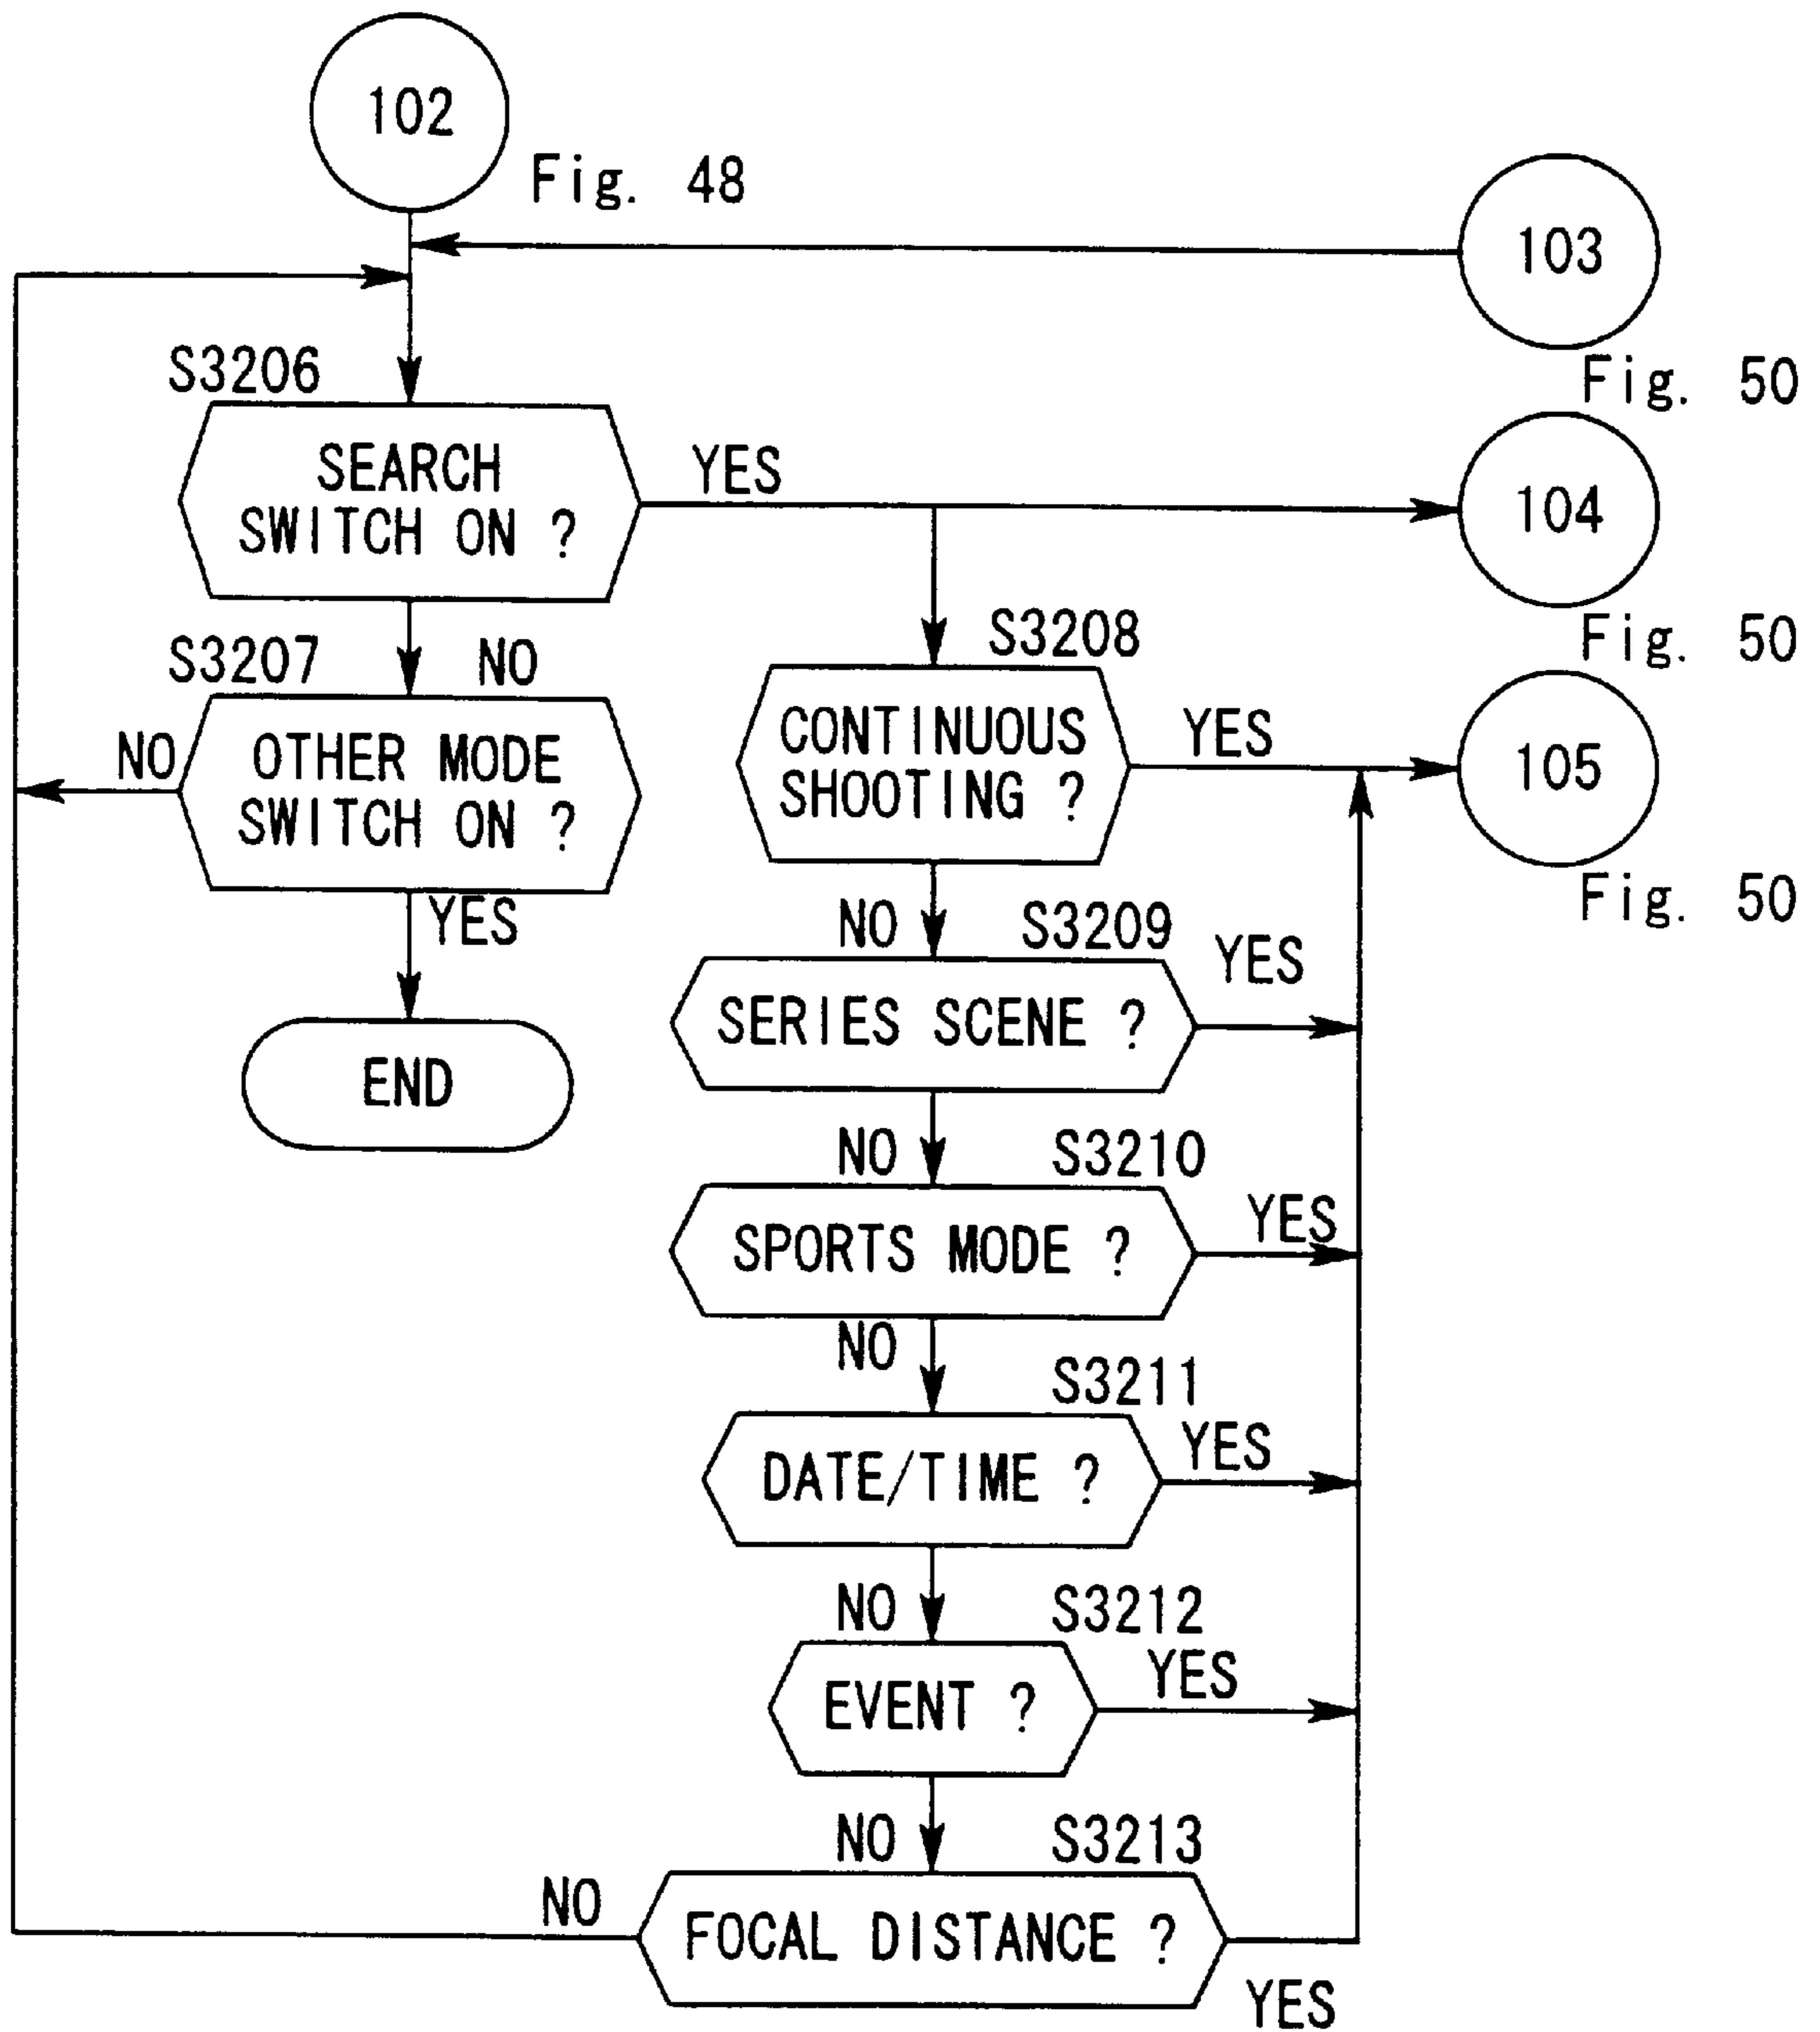 102
Fig. 48
103
Fig. 50
S3206
SEARCH
SWITCH ON ?
YES
104
Fig. 50
S3207
NO
OTHER MODE
SWITCH ON ?
NO
YES
END
S3208
CONTINUOUS
SHOOTING ?
YES
105
Fig. 50
NO
S3209
SERIES SCENE ?
YES
NO
S3210
SPORTS MODE ?
YES
NO
S3211
DATE/TIME ?
YES
NO
S3212
EVENT ?
YES
NO
S3213
FOCAL DISTANCE ?
NO
YES